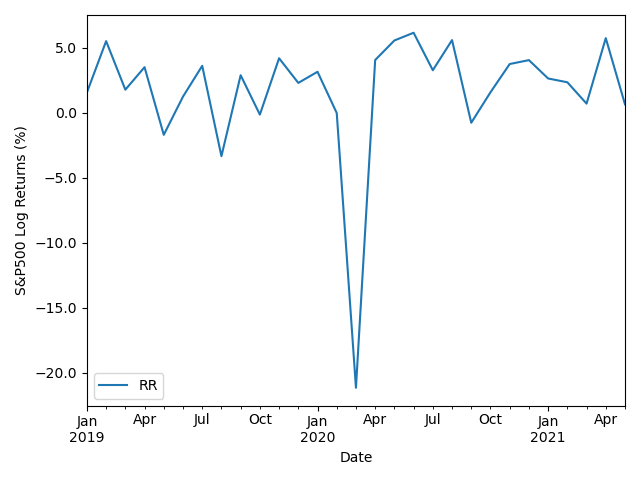 5.0
0.0
−5.0
−10.0
−15.0
−20.0
S&P500 Log Returns (%)
RR
Jan Apr Jul Oct Jan Apr Jul Oct Jan Apr
2019 2020 2021
Date